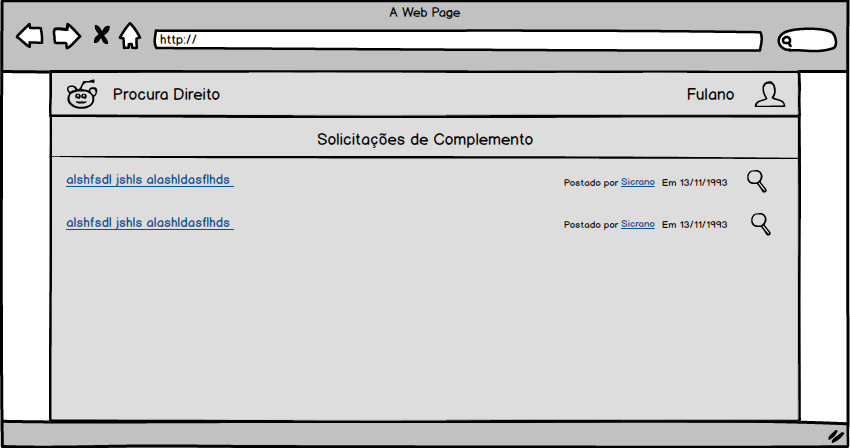 A Web Page
http://
Procura Direito
Fulano
Solicitações de Complemento
alshfsdl jshls alashldasflhds
Postado por Sicrano Em 13/11/1993
alshfsdl jshls alashldasflhds
Postado por Sicrano Em 13/11/1993